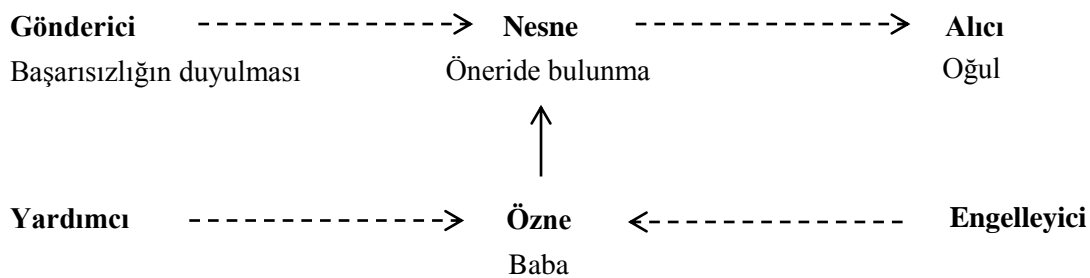 Gönderici Nesne Alıcı
Başarısızlığın duyulması Öneride bulunma Oğul
Yardımcı Özne Engelleyici
Baba